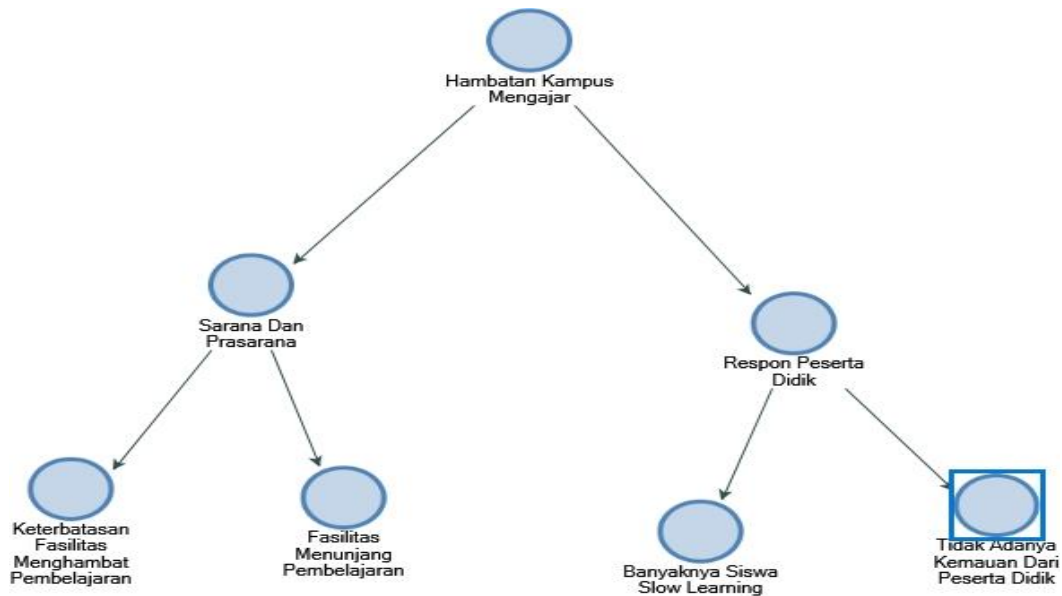 Hambatan Kampus
Mengajar
Sarana Dan
Prasarana
Respon Peserta
Didik
Keterbatasan
Fasilitas
Menghambat
Pembelajaran
Fasilitas
Menunjang
Pembelajaran
Banyaknya Siswa
Slow Learning
Tidak Adanya
Kemauan Dari
Peserta Didik